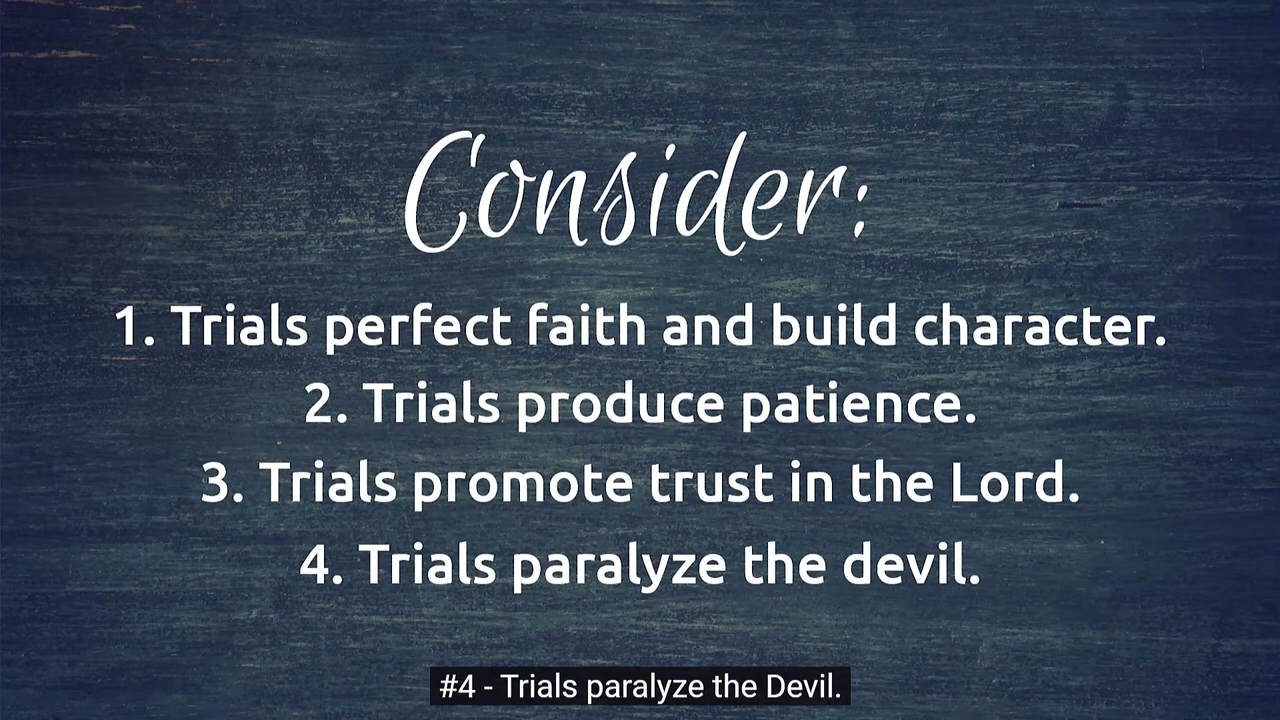 Consider:
1. Trials perfect faith and build character.
2. Trials produce patience.
3. Trials promote trust in the Lord.
4. Trials paralyze the devil.
#4 - Trials paralyze the Devil.